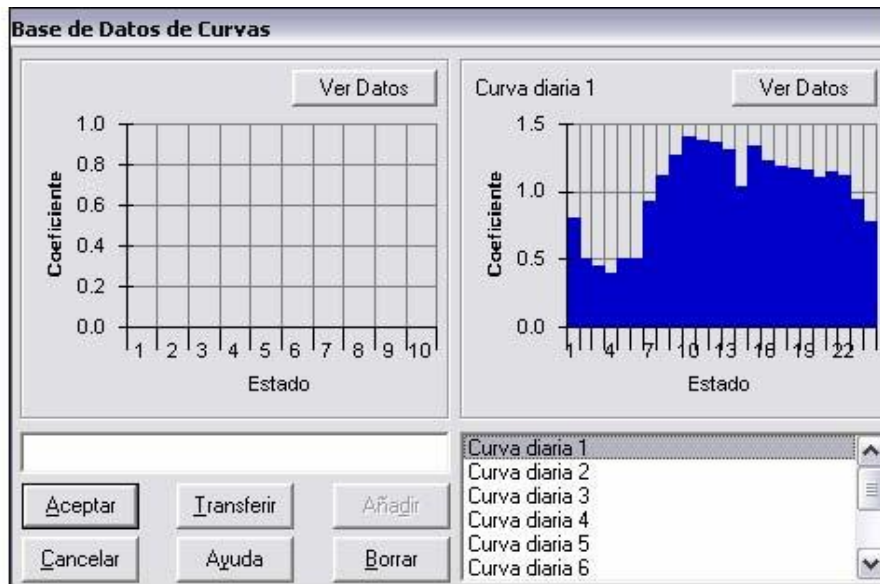 Base de Datos de Curvas
Ver Datos
1.0
0.8
0.6
0.4
0.2
0.0
Coeficiente
1 2 3 4 5 6 7 8 9 10
Estado
Curva diaria 1
Ver Datos
1.5
1.0
0.5
0.0
Coeficiente
1 4 7 10 13 16 19 22
Estado
Aceptar
Transferir
Añadir
Cancelar
Ayuda
Borrar
Curva diaria 1
Curva diaria 2
Curva diaria 3
Curva diaria 4
Curva diaria 5
Curva diaria 6